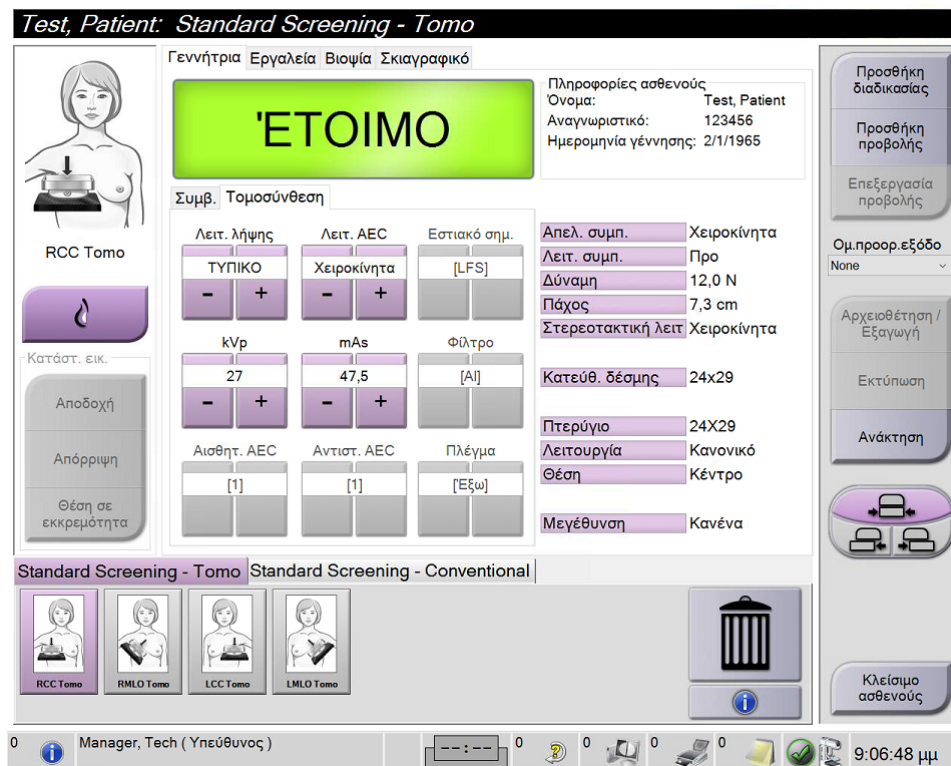 Test, Patient: Standard Screening - Tomo
Γεννήτρια Εργαλεία Βιοψία Σκιαγραφικό
ΈΤΟΙΜΟ
Πληροφορίες ασθενούς
Όνομα: Test, Patient
Αναγνωριστικό: 123456
Ημερομηνία γέννησης: 2/1/1965
RCC Tomo
Κατάστ. εικ.
Αποδοχή
Απόρριψη
Θέση σε
εκκρεμότητα
Συμβ. Τομοσύνθεση
Λειτ. λήψης Λειτ. AEC Εστιακό σημ.
ΤΥΠΙΚΟ Χειροκίνητα [LFS]
- + - +
kVp mAs Φίλτρο
27 47,5 [Al]
- + - +
Αισθητ. AEC Αντιστ. AEC Πλέγμα
[1] [1] [Έξω]
Απελ. συμπ. Χειροκίνητα
Λειτ. συμπ. Προ
Δύναμη 12,0 N
Πάχος 7,3 cm
Στερεοτακτική λειτ Χειροκίνητα
Κατεύθ. δέσμης 24x29
Πτερύγιο 24X29
Λειτουργία Κανονικό
Θέση Κέντρο
Μεγέθυνση Κανένα
Προσθήκη
διαδικασίας
Προσθήκη
προβολής
Επεξεργασία
προβολής
Ομ.προορ.εξόδο
None
Αρχειοθέτηση /
Εξαγωγή
Εκτύπωση
Ανάκτηση
Κλείσιμο
ασθενούς
Standard Screening - Tomo Standard Screening - Conventional
RCC Tomo RMLO Tomo LCC Tomo LMLO Tomo
0 Manager, Tech ( Υπεύθυνος ) --:-- 0 0 0 0 9:06:48 μμ